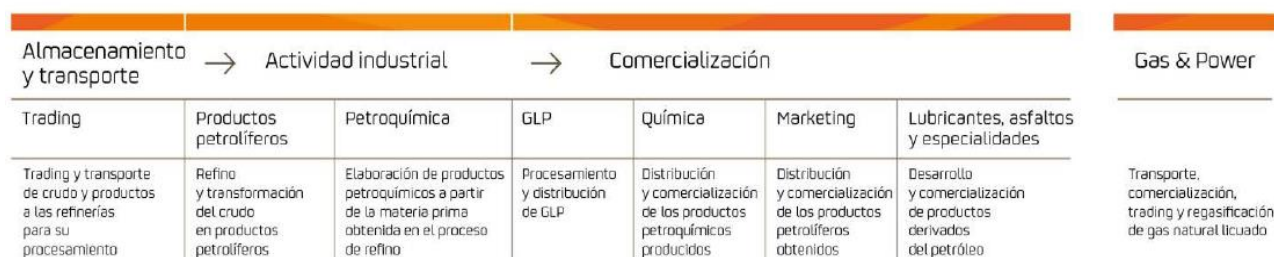 Almacenamiento
y transporte
→ Actividad industrial
→ Comercialización
Gas & Power
Trading
Productos
petrolíferos
Petroquímica
GLP
Química
Marketing
Lubricantes, asfaltos
y especialidades
Trading y transporte
de crudo y productos
a las refinerías
para su
procesamiento
Refino
y transformación
del crudo
en productos
petrolíferos
Elaboración de productos
petroquímicos a partir
de la materia prima
obtenida en el proceso
de refino
Procesamiento
y distribución
de GLP
Distribución
y comercialización
de los productos
petroquímicos
producidos
Distribución
y comercialización
de los productos
petrolíferos
obtenidos
Desarrollo
y comercialización
de productos
derivados
del petróleo
Transporte,
comercialización,
trading y regasificación
de gas natural licuado